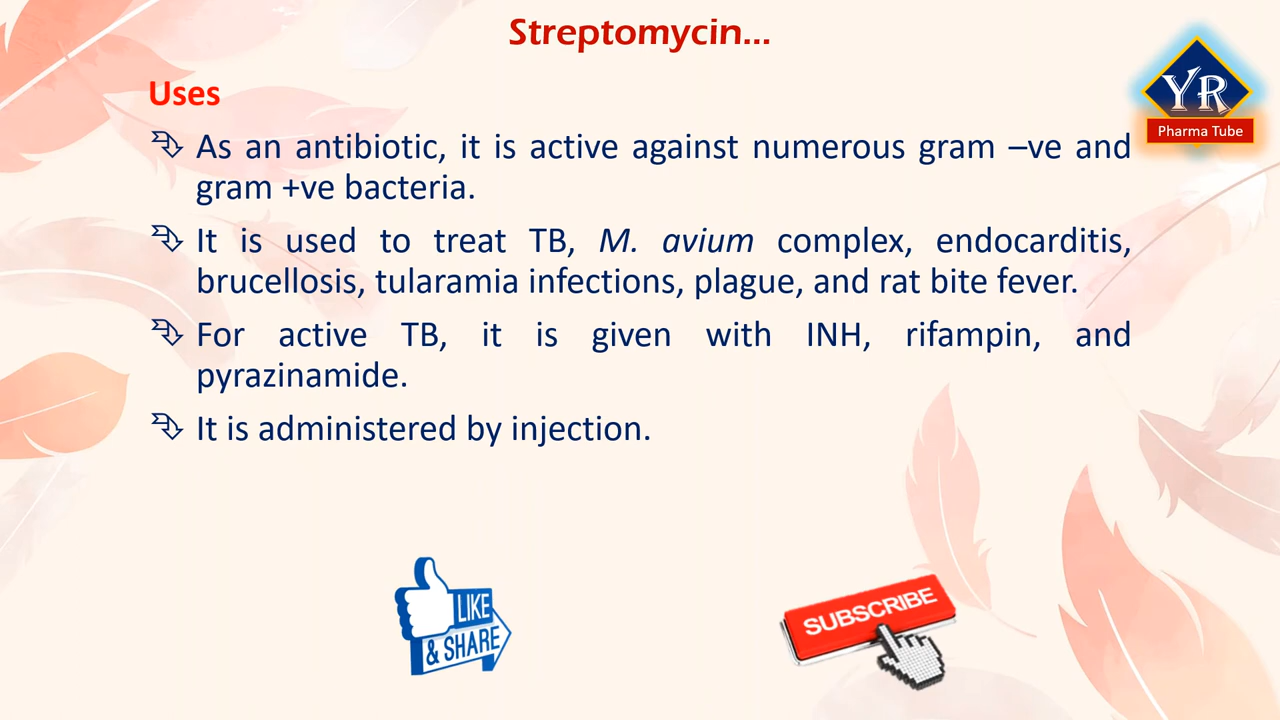 Streptomycin...
YR
Pharma Tube
Uses
As an antibiotic, it is active against numerous gram –ve and
gram +ve bacteria.
It is used to treat TB, M. avium complex, endocarditis,
brucellosis, tularamia infections, plague, and rat bite fever.
For active TB, it is given with INH, rifampin, and
pyrazinamide.
It is administered by injection.
LIKE
& SHARE
SUBSCRIBE